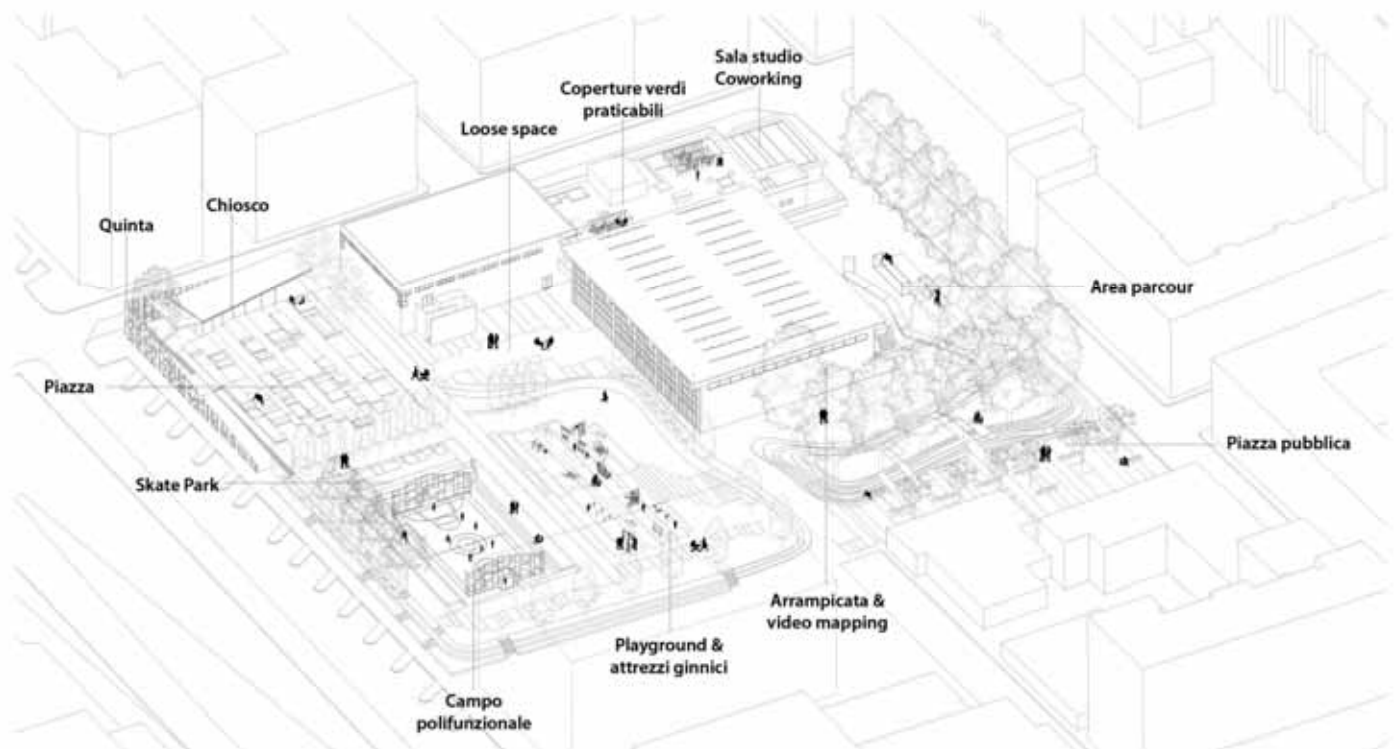 Sala studio
Coworking
Coperture verdi
praticabili
Loose space
Chiosco
Quinta
Area parcour
Piazza
Piazza pubblica
Skate Park
Arrampicata &
video mapping
Playground &
attrezzi ginnici
Campo
polifunzionale